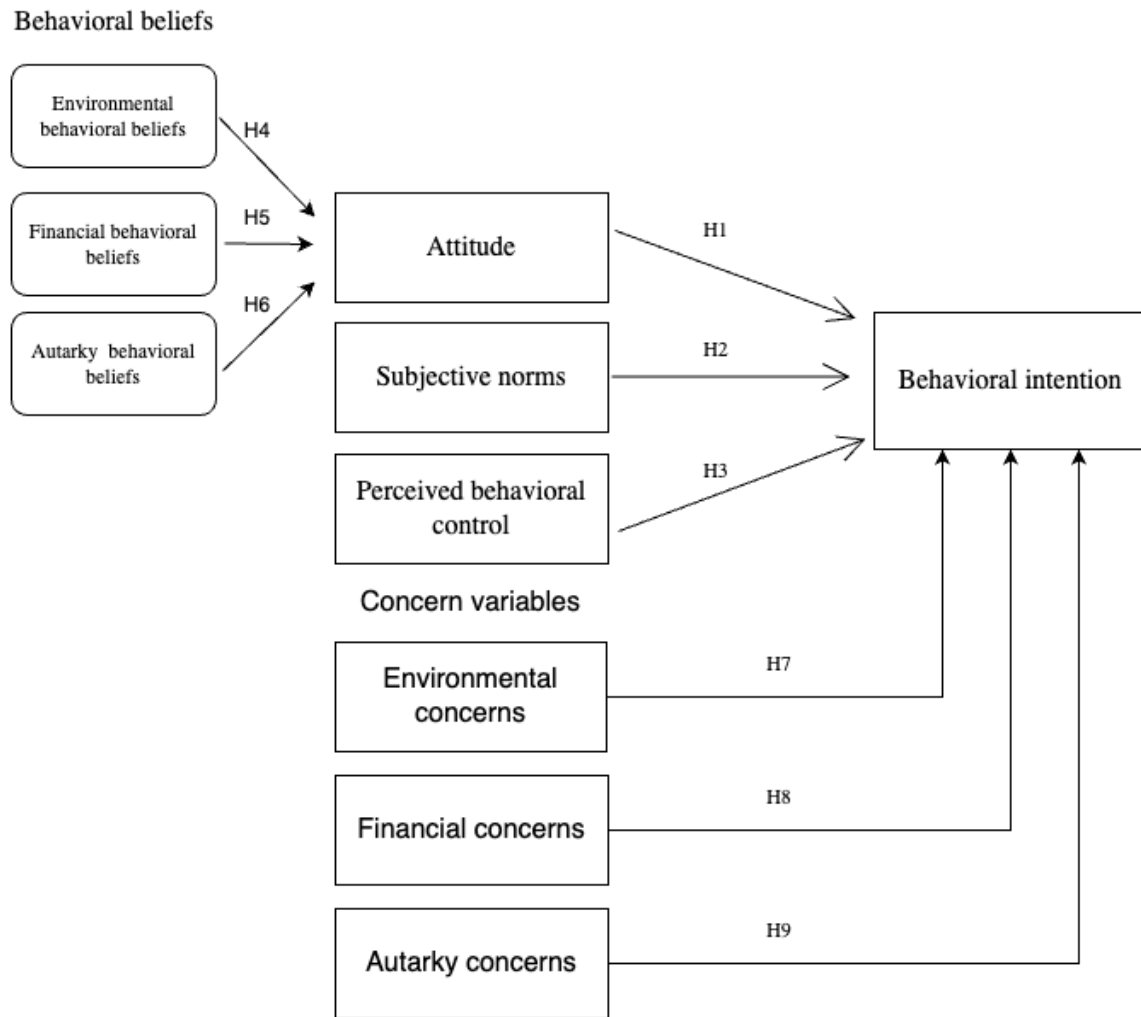 Behavioral beliefs
Environmental
behavioral beliefs
H4
Financial behavioral
beliefs
H5
Autarky behavioral
beliefs
H6
Attitude
H1
Subjective norms
H2
Perceived behavioral
control
H3
Behavioral intention
Concern variables
Environmental
concerns
H7
Financial concerns
H8
Autarky concerns
H9